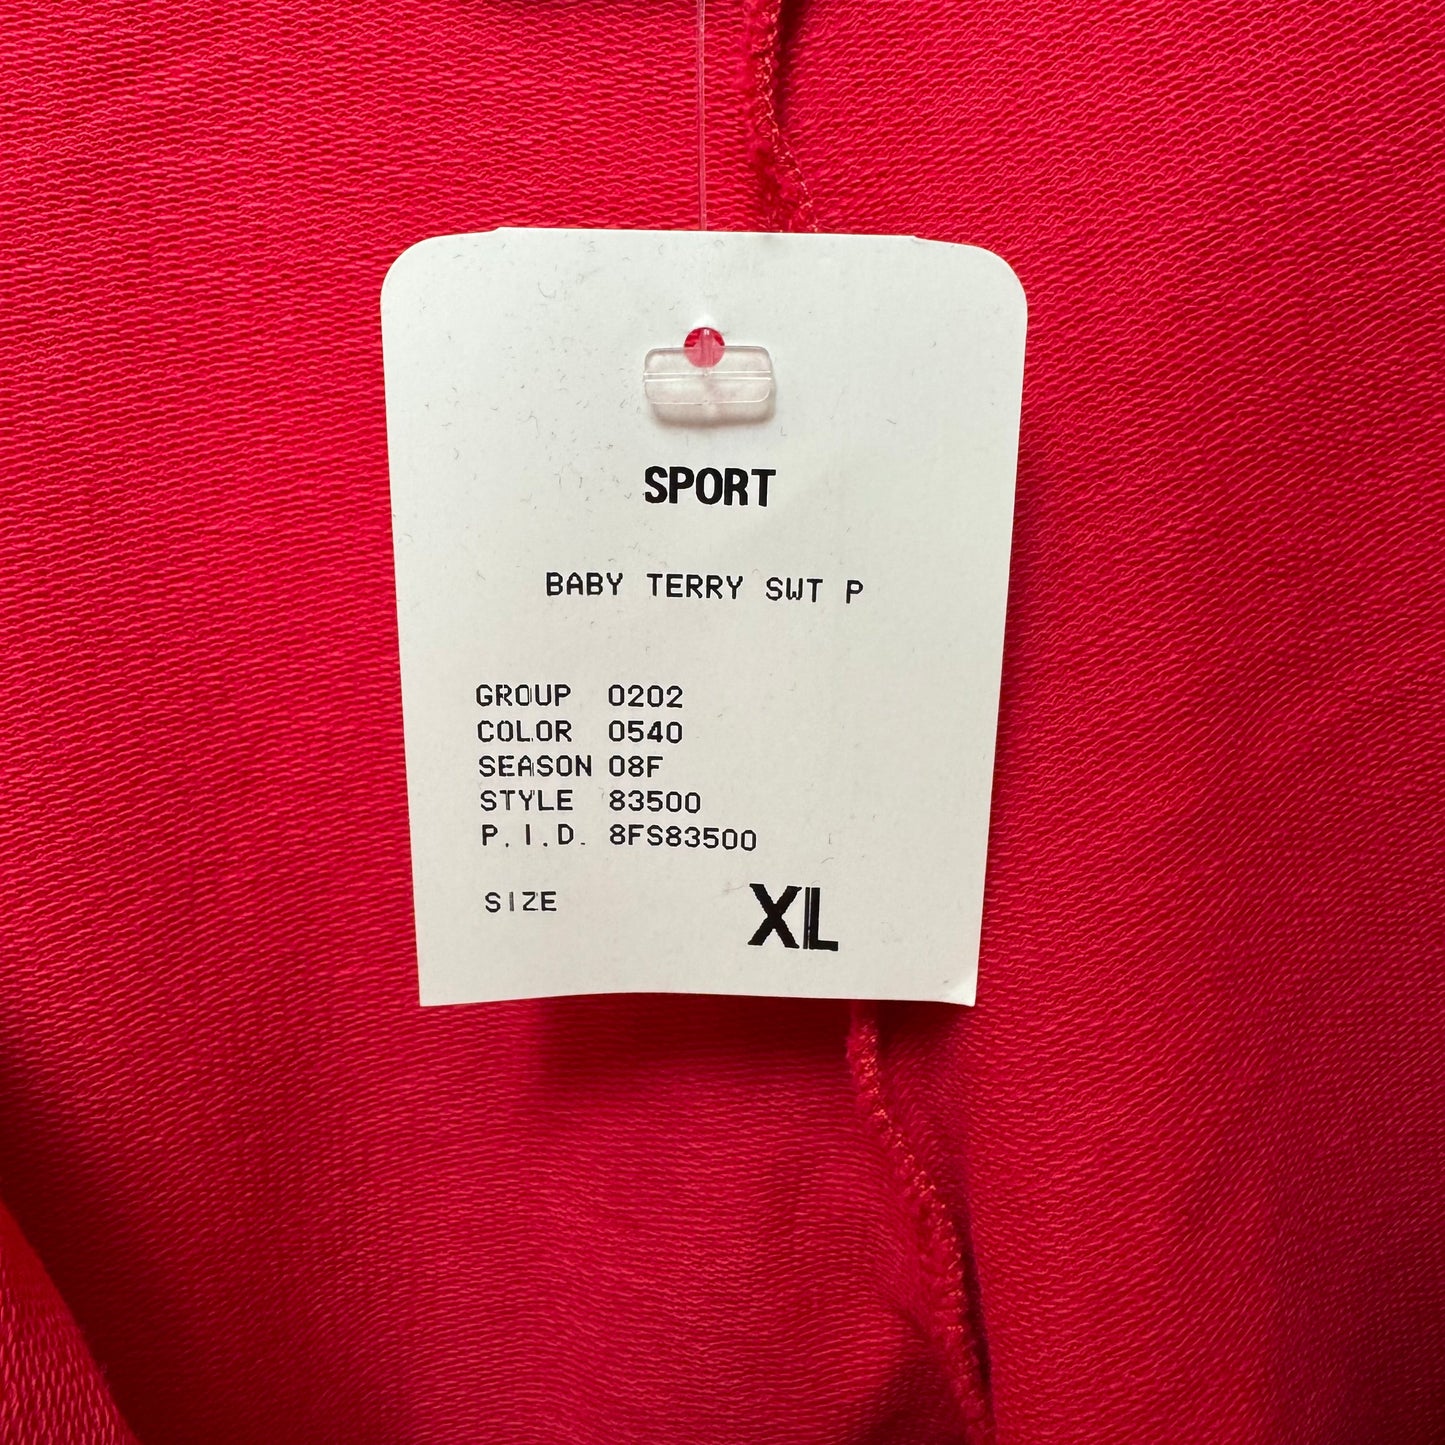 SPORT
BABY TERRY SWT P
GROUP 0202
COLOR 0540
SEASON 08F
STYLE 83500
P.I.D. 8FS83500
SIZE XL